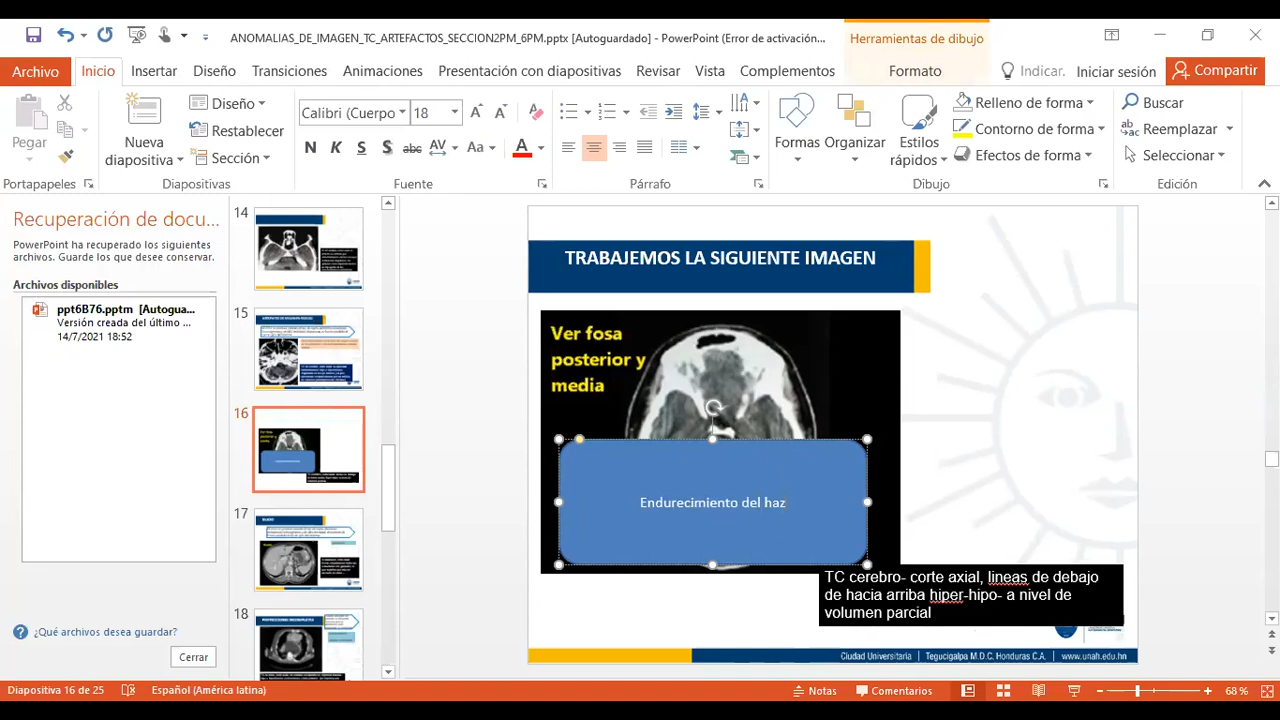 ANOMALIAS_DE_IMAGEN_TC_ARTEFACTOS_SECCION2PM_6PM.pptx [Autoguardado] - PowerPoint (Error de activación...
Herramientas de dibujo
Archivo
Inicio
Insertar
Diseño
Transiciones
Animaciones
Presentación con diapositivas
Revisar
Vista
Complementos
Formato
Indicar.
Iniciar sesión
Compartir
Pegar
Nueva
diapositiva
Diseño
Restablecer
Sección
Calibri (Cuerpo
18
N K S S abc AV Aa A
Formas
Organizar
Estilos
rápidos
Relleno de forma
Contorno de forma
Efectos de forma
Buscar
Reemplazar
Seleccionar
Portapapeles
Diapositivas
Fuente
Párrafo
Dibujo
Edición
Recuperación de docu...
PowerPoint ha recuperado los siguientes
archivos. Guarde los que desee conservar.
Archivos disponibles
ppt6B76.pptm [Autogua...
Versión creada del último ...
14/7/2021 18:52
¿Qué archivos desea guardar?
Cerrar
14
15
16
17
18
TRABAJEMOS LA SIGUIENTE IMAGEN
Ver fosa
posterior y
media
Endurecimiento del haz
TC cerebro- corte axial, lineas de debajo
de hacia arriba hiper-hipo- a nivel de
volumen parcial
Ciudad Universitaria | Tegucigalpa M.D.C. Honduras C.A. | www.unah.edu.hn
Diapositiva 16 de 25
Español (América latina)
Notas
Comentarios
68 %